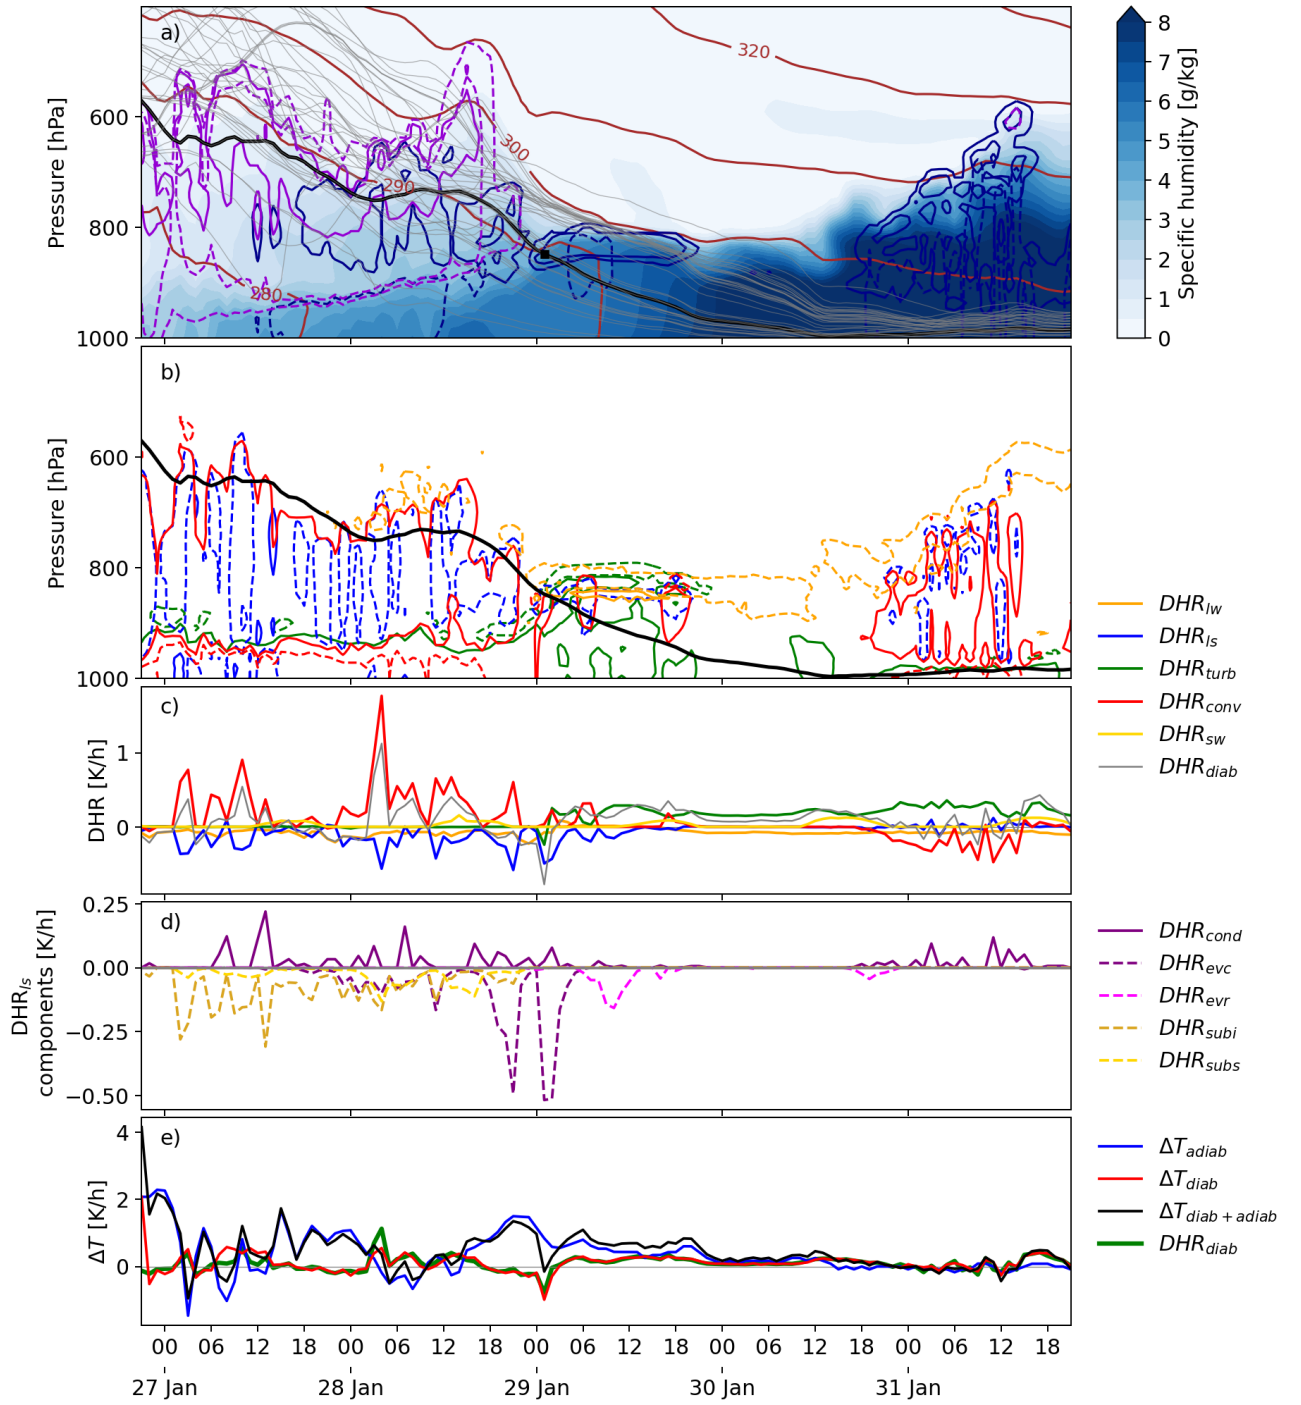 a)
320
300
290
280
600
800
1000
Pressure [hPa]
8
7
6
5
4
3
2
1
0
Specific humidity [g/kg]
b)
600
800
1000
Pressure [hPa]
DHR_lw
DHR_ls
DHR_turb
DHR_conv
DHR_sw
DHR_diab
c)
1
0
DHR [K/h]
d)
0.25
0.00
−0.25
−0.50
DHR_ls
components [K/h]
DHR_cond
DHR_evc
DHR_evr
DHR_subi
DHR_subs
e)
4
2
0
ΔT [K/h]
ΔT_adiab
ΔT_diab
ΔT_diab+adiab
DHR_diab
00 06 12 18 00 06 12 18 00 06 12 18 00 06 12 18 00 06 12 18
27 Jan 28 Jan 29 Jan 30 Jan 31 Jan